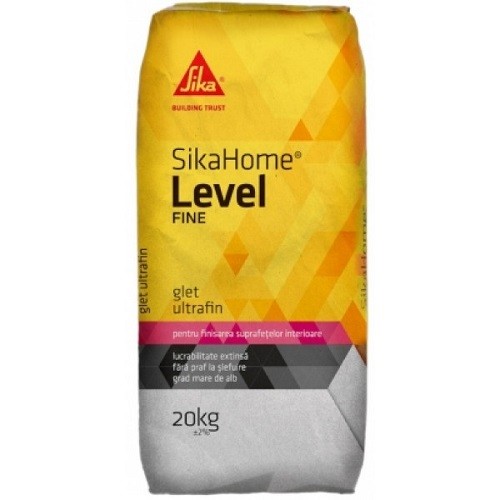 Sika®
BUILDING TRUST
SikaHome®
Level
FINE
glet
ultrafin
pentru finisarea suprafețelor interioare
lucrabilitate extinsă
fără praf la șlefuire
grad mare de alb
20kg
±2%
glet ultrafin
SikaHome®